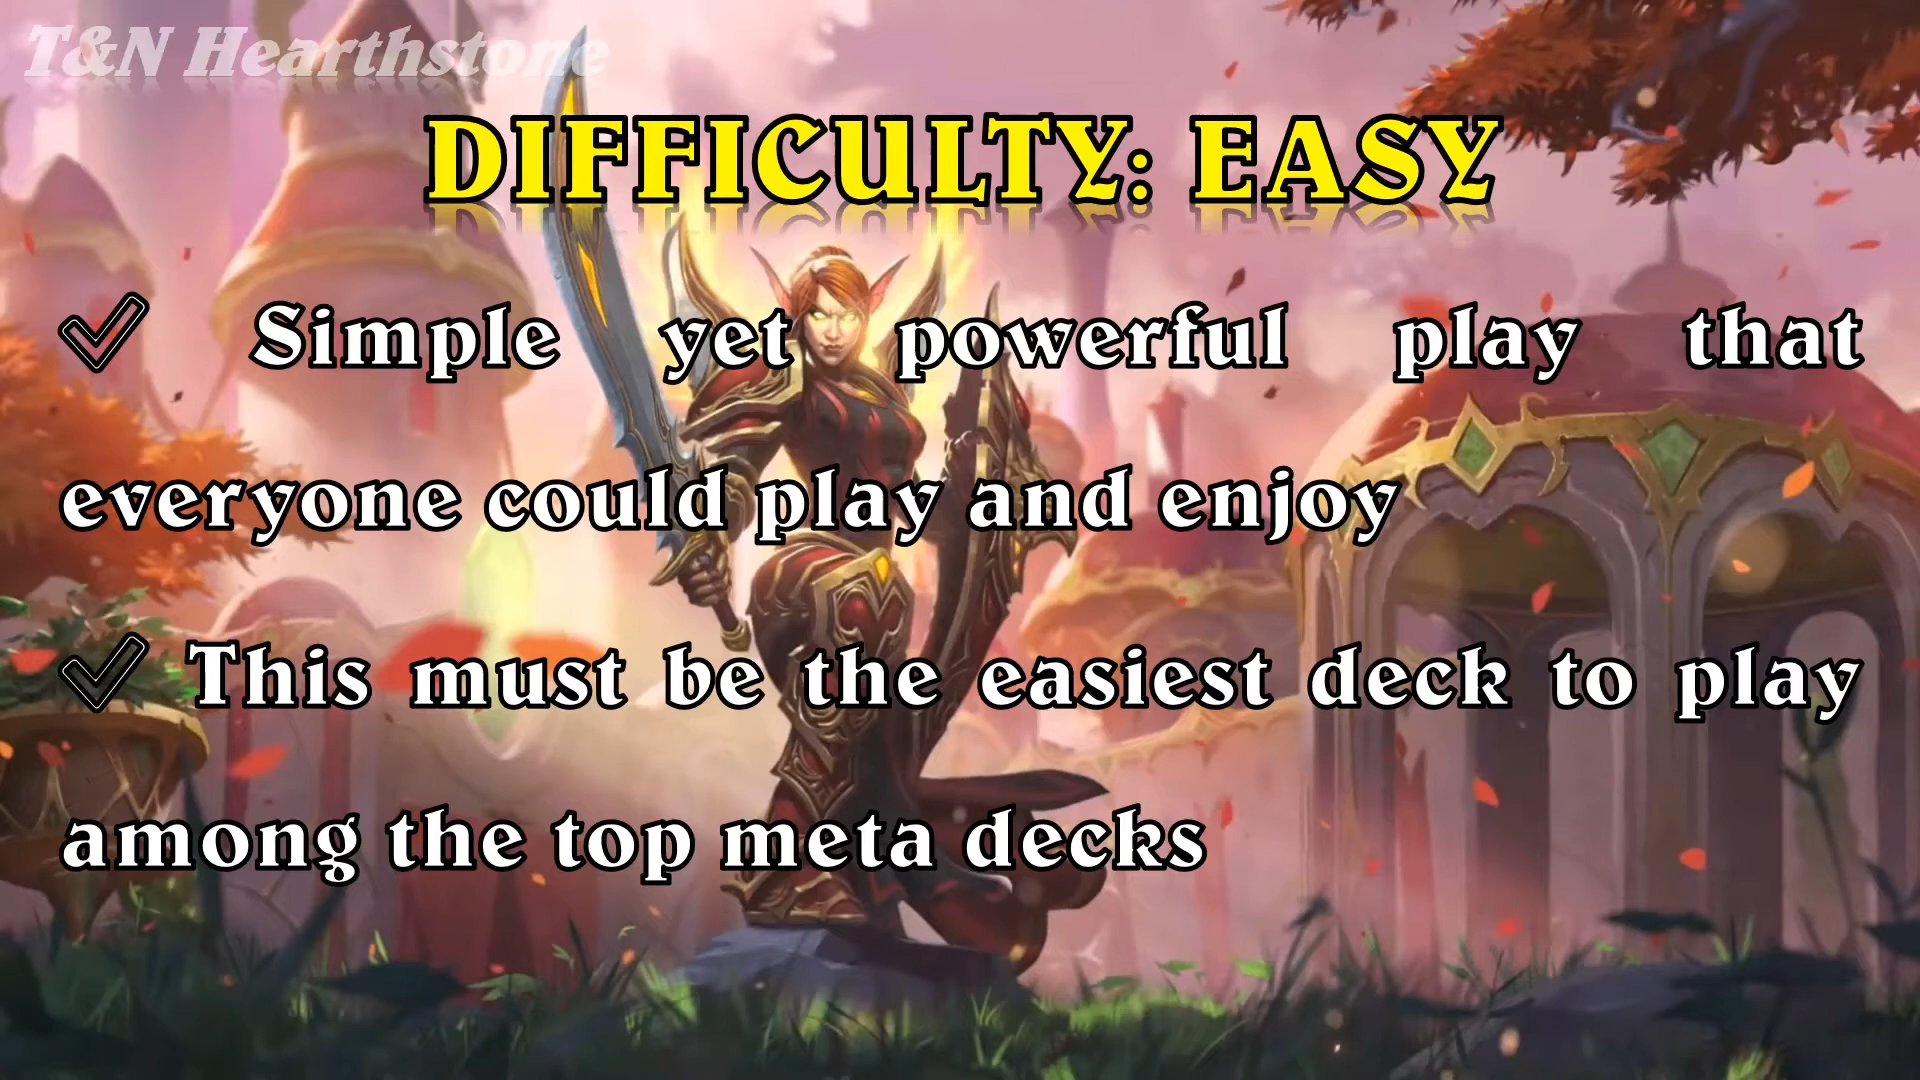 T&N Hearthstone
DIFFICULTY: EASY
✓ Simple yet powerful play that
everyone could play and enjoy
✓ This must be the easiest deck to play
among the top meta decks